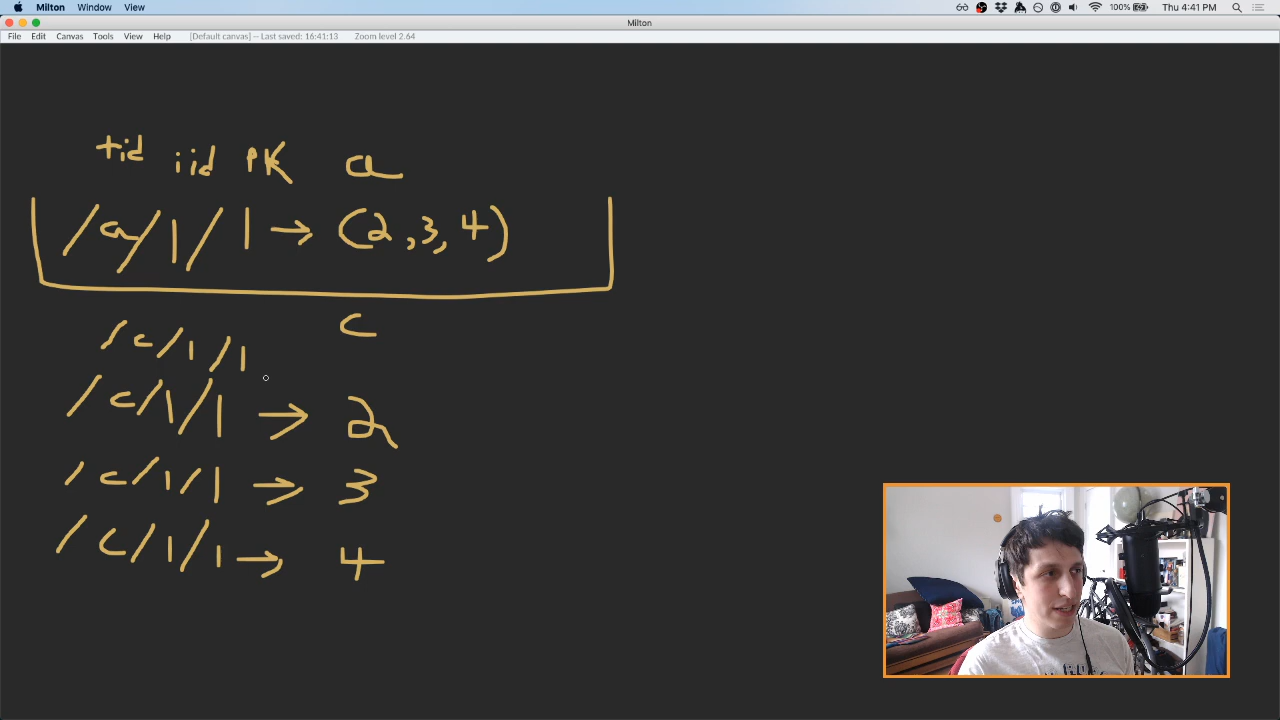 Milton Window View 100% Thu 4:41 PM
Milton
File Edit Canvas Tools View Help [Default canvas] -- Last saved: 16:41:13 Zoom level 2.64
tid iid PK a
/a/1/1 → (2,3,4)
c
/c/1/1
/c/1/1 → 2
/c/1/1 → 3
/c/1/1 → 4